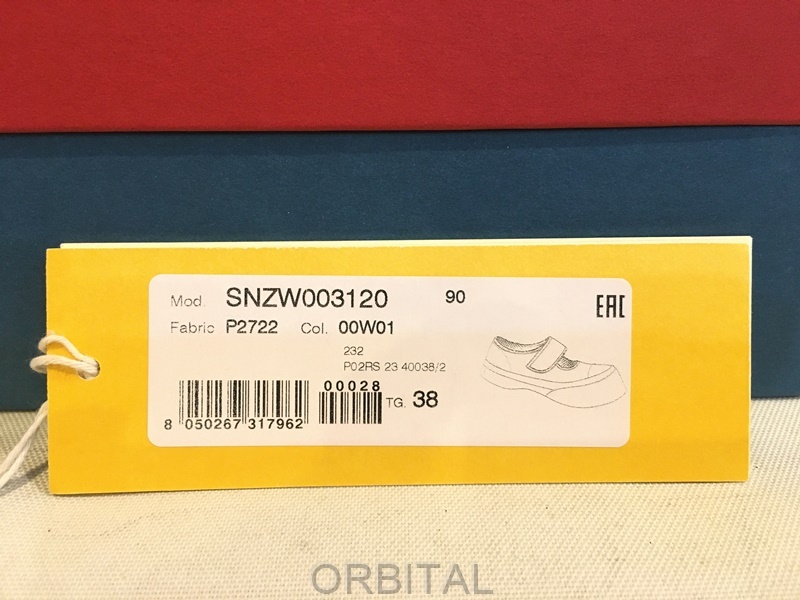 Mod. SNZW003120 90
EAC
Fabric P2722 Col. 00W01
232
P02RS 23 40038/2
00028
TG. 38
8 050267 317962
ORBITAL